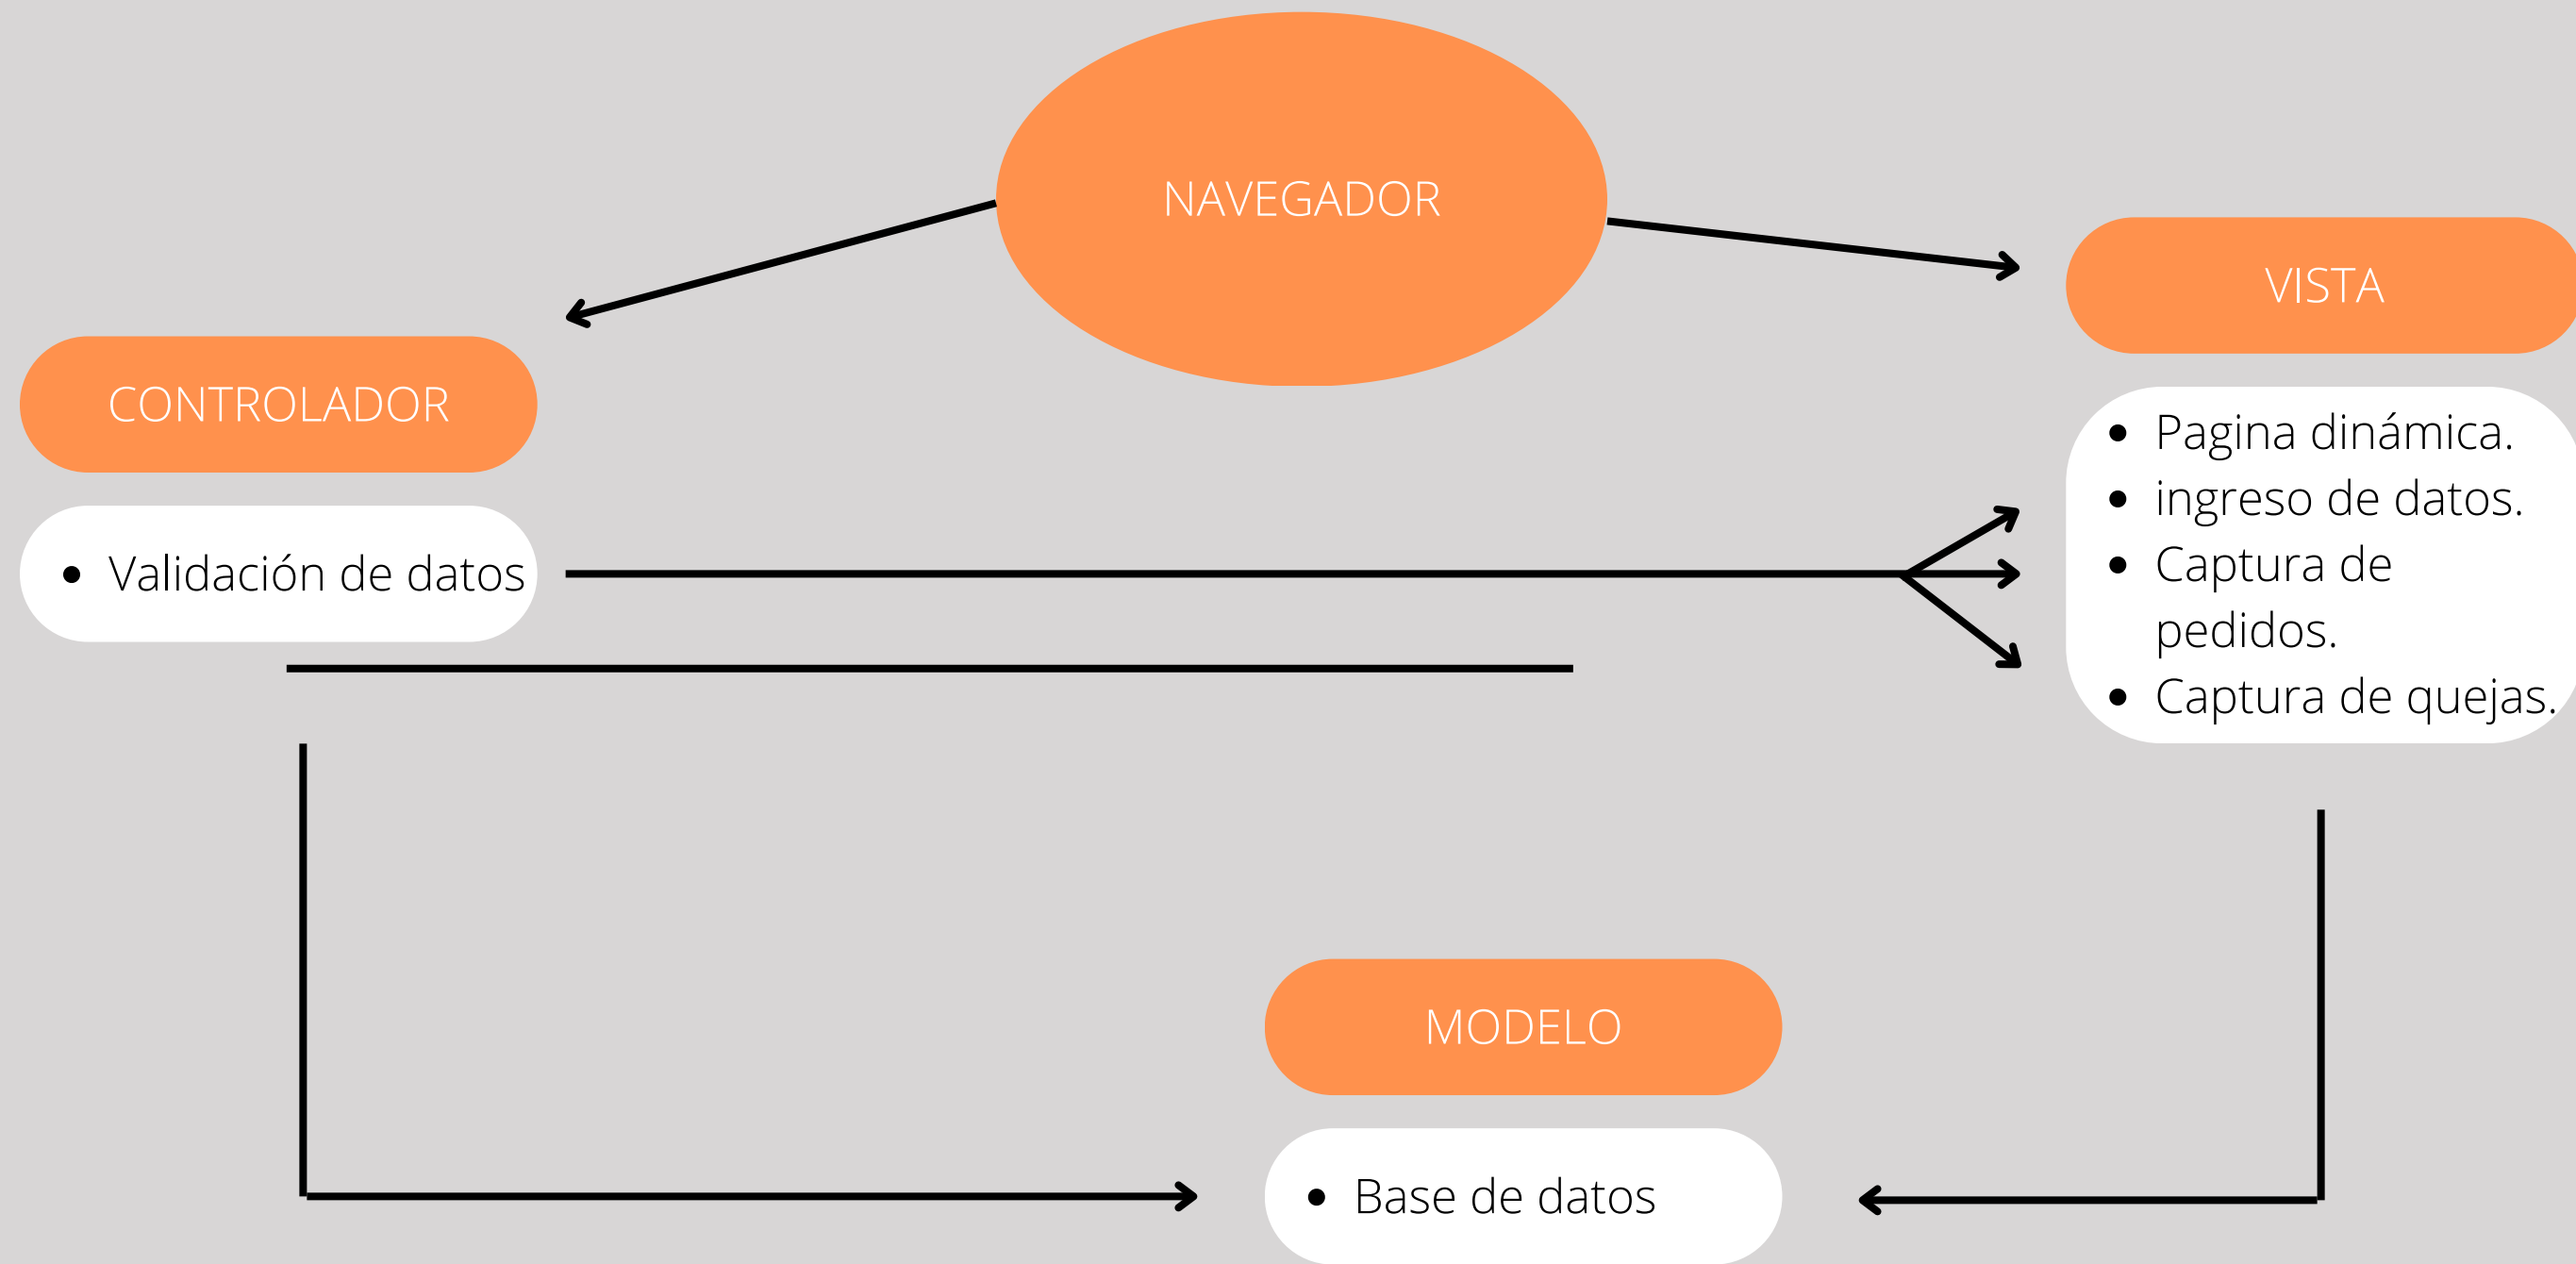 NAVEGADOR
VISTA
CONTROLADOR
Pagina dinámica.
ingreso de datos.
Captura de
pedidos.
Captura de quejas.
Validación de datos
MODELO
Base de datos